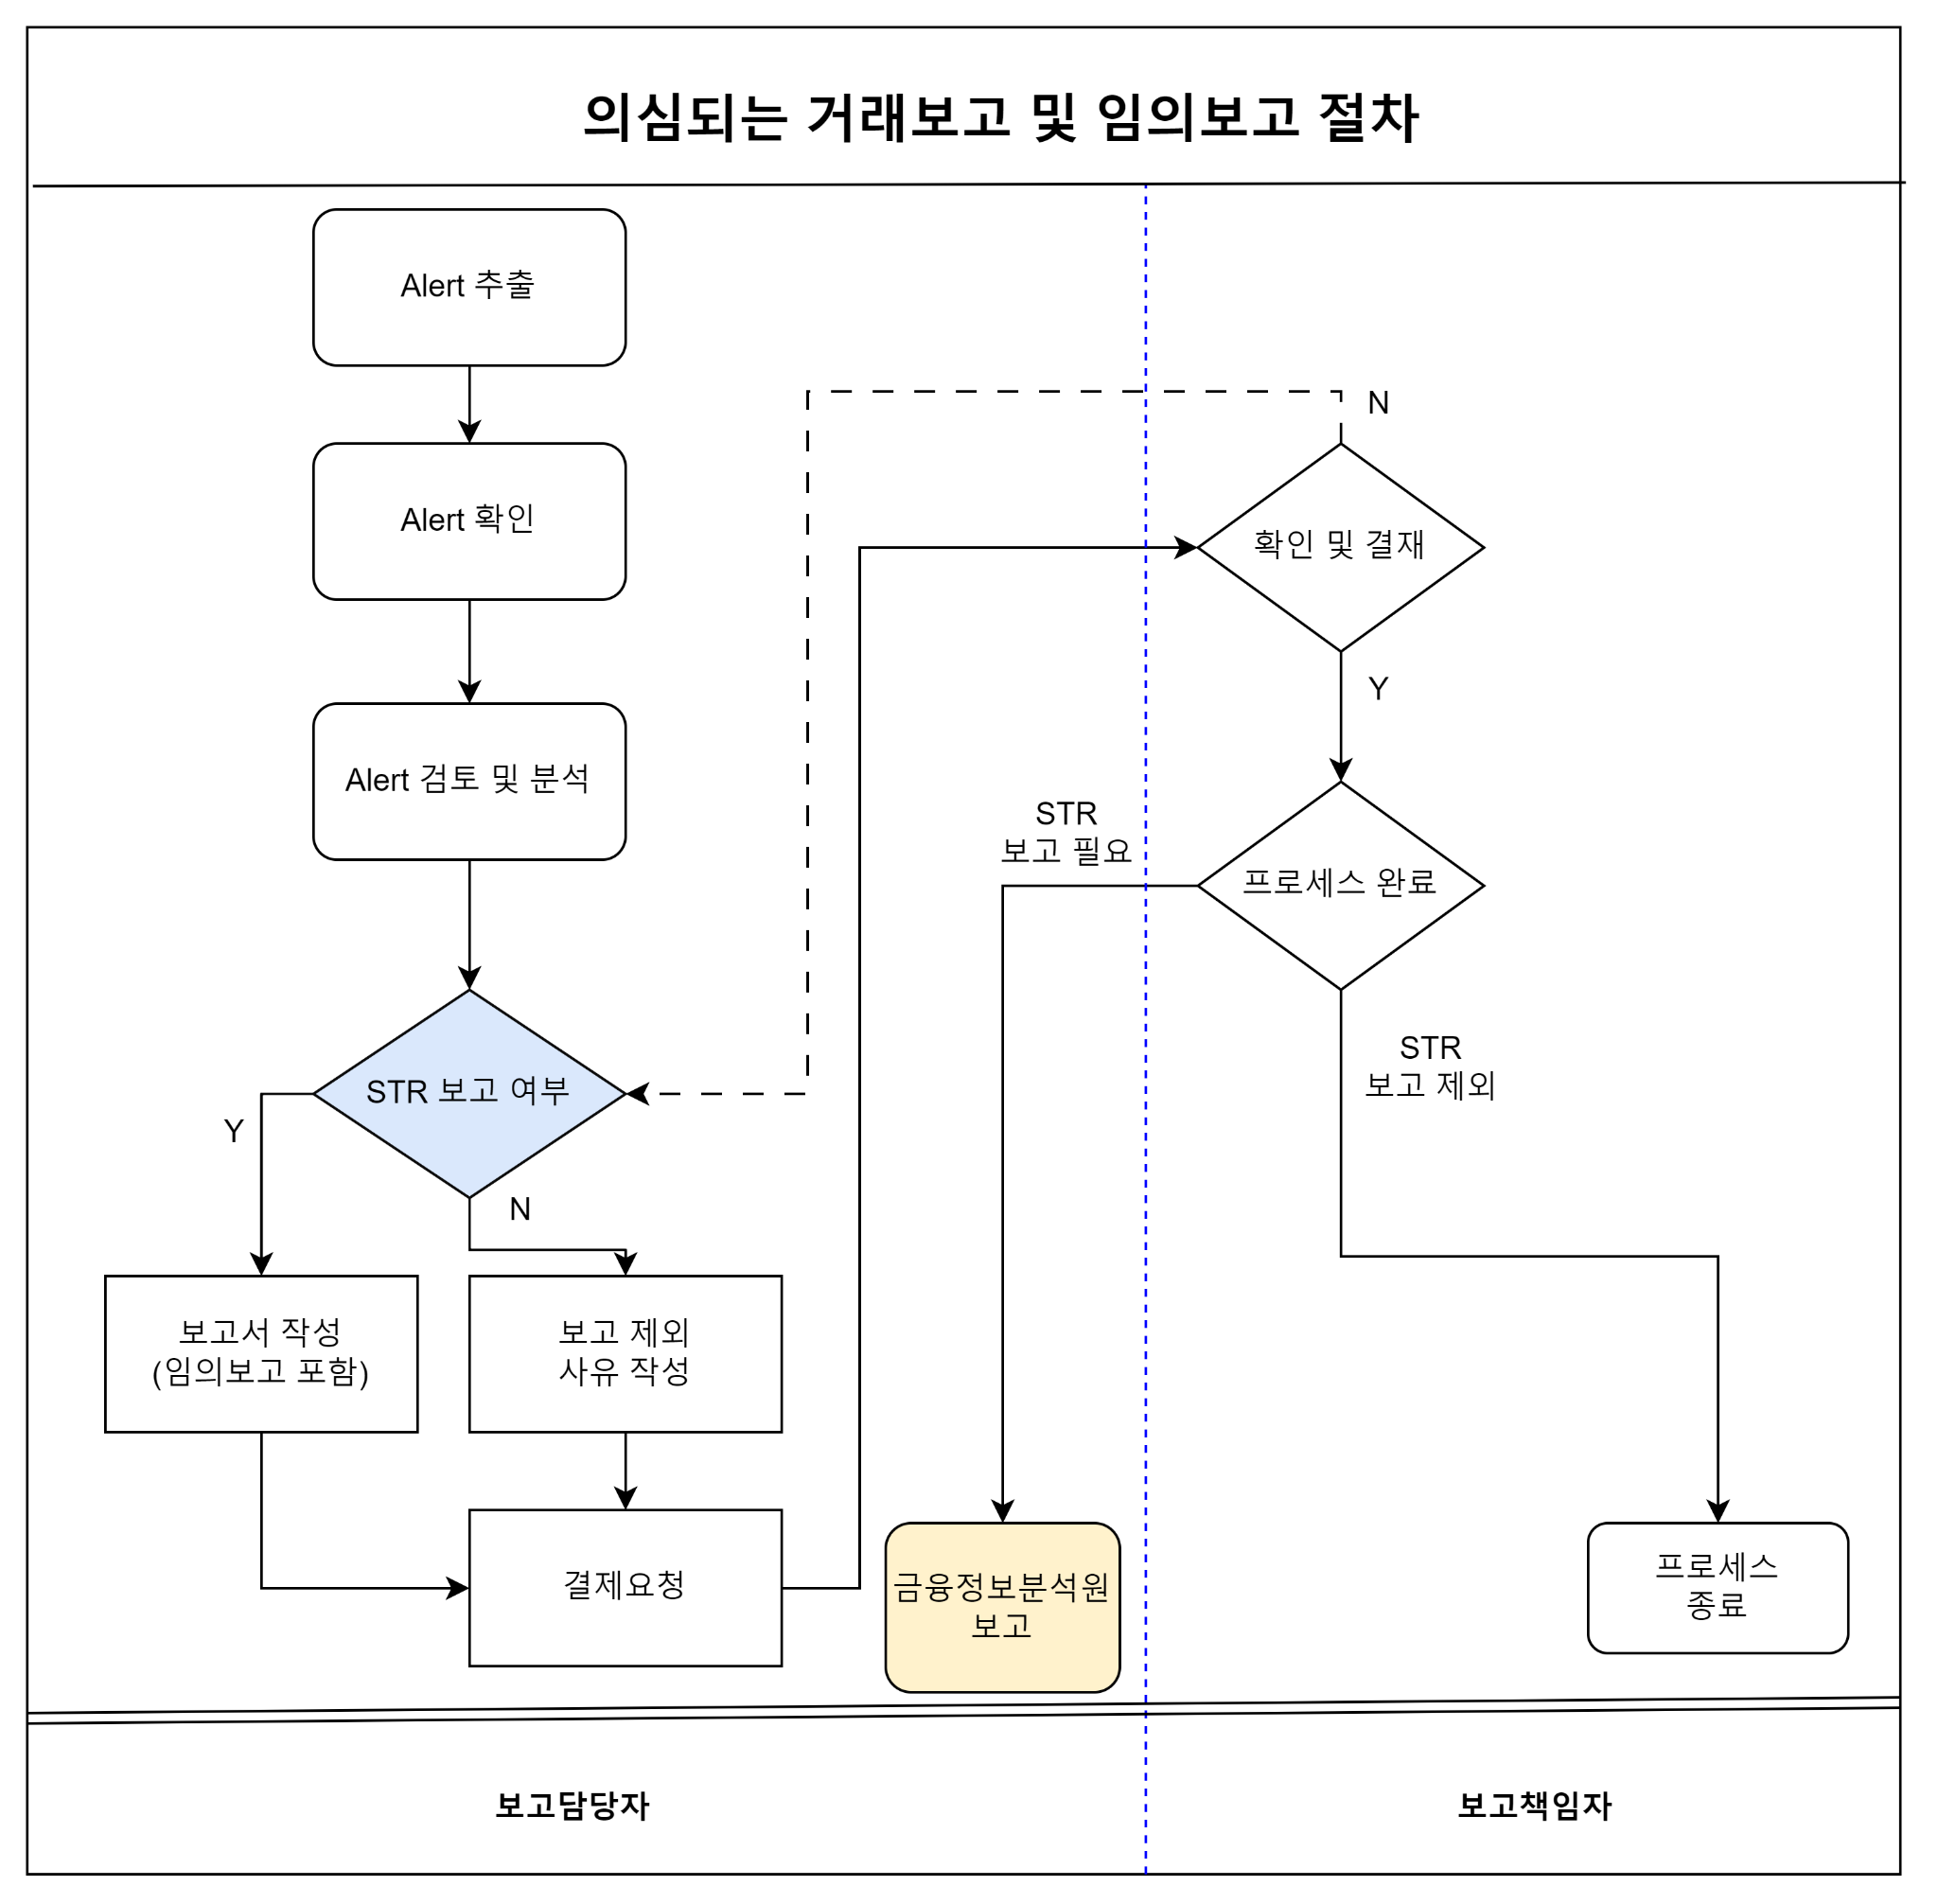 의심되는 거래보고 및 임의보고 절차
Alert 추출
Alert 확인
Alert 검토 및 분석
STR 보고 여부
Y
N
보고서 작성
(임의보고 포함)
보고 제외
사유 작성
결제요청
N
확인 및 결재
Y
프로세스 완료
STR
보고 필요
STR
보고 제외
금융정보분석원
보고
프로세스
종료
보고담당자
보고책임자